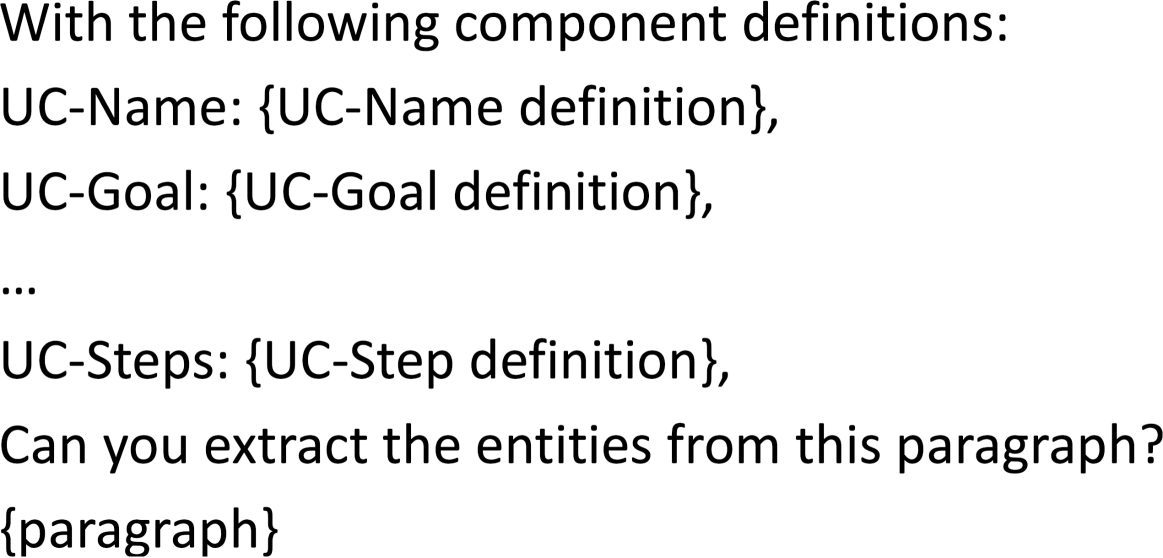 With the following component definitions:
UC-Name: {UC-Name definition},
UC-Goal: {UC-Goal definition},
...
UC-Steps: {UC-Step definition},
Can you extract the entities from this paragraph?
{paragraph}